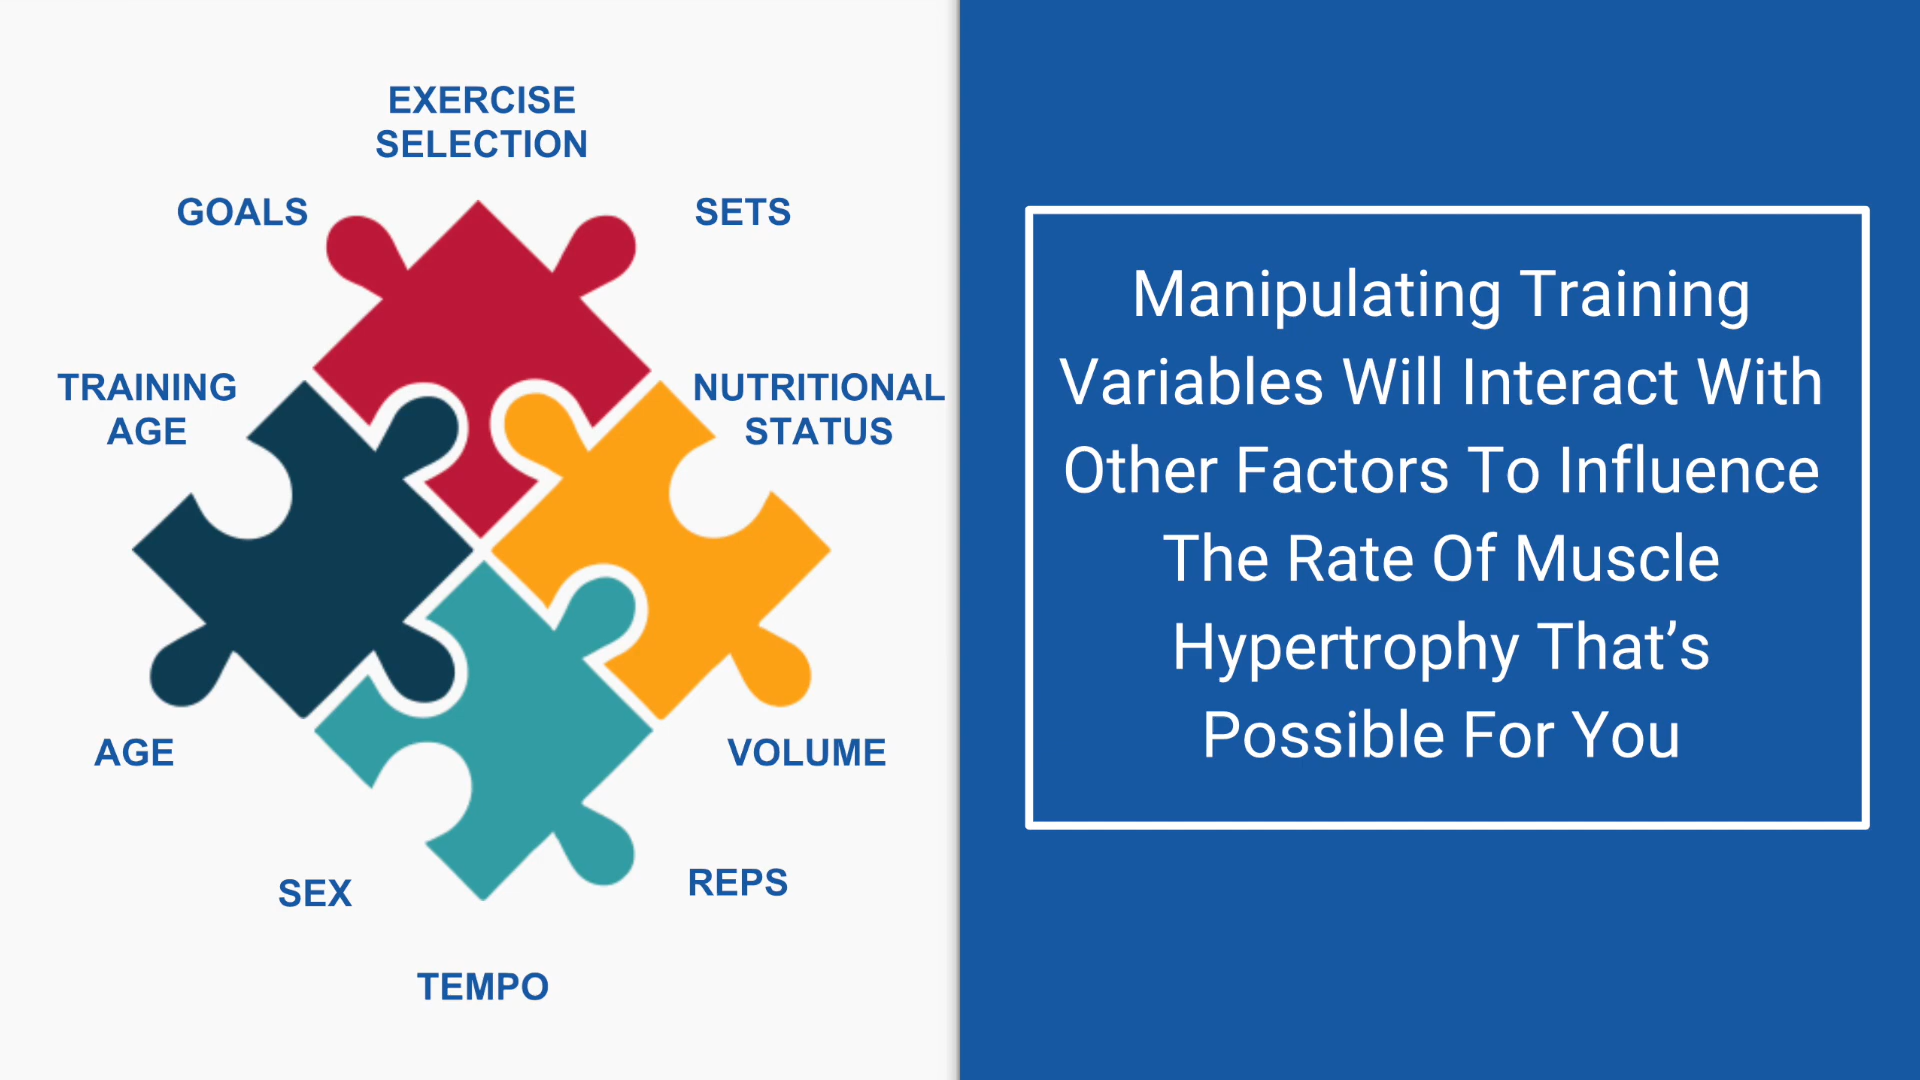 EXERCISE
SELECTION
GOALS
SETS
TRAINING
AGE
NUTRITIONAL
STATUS
AGE
VOLUME
SEX
REPS
TEMPO
Manipulating Training
Variables Will Interact With
Other Factors To Influence
The Rate Of Muscle
Hypertrophy That’s
Possible For You